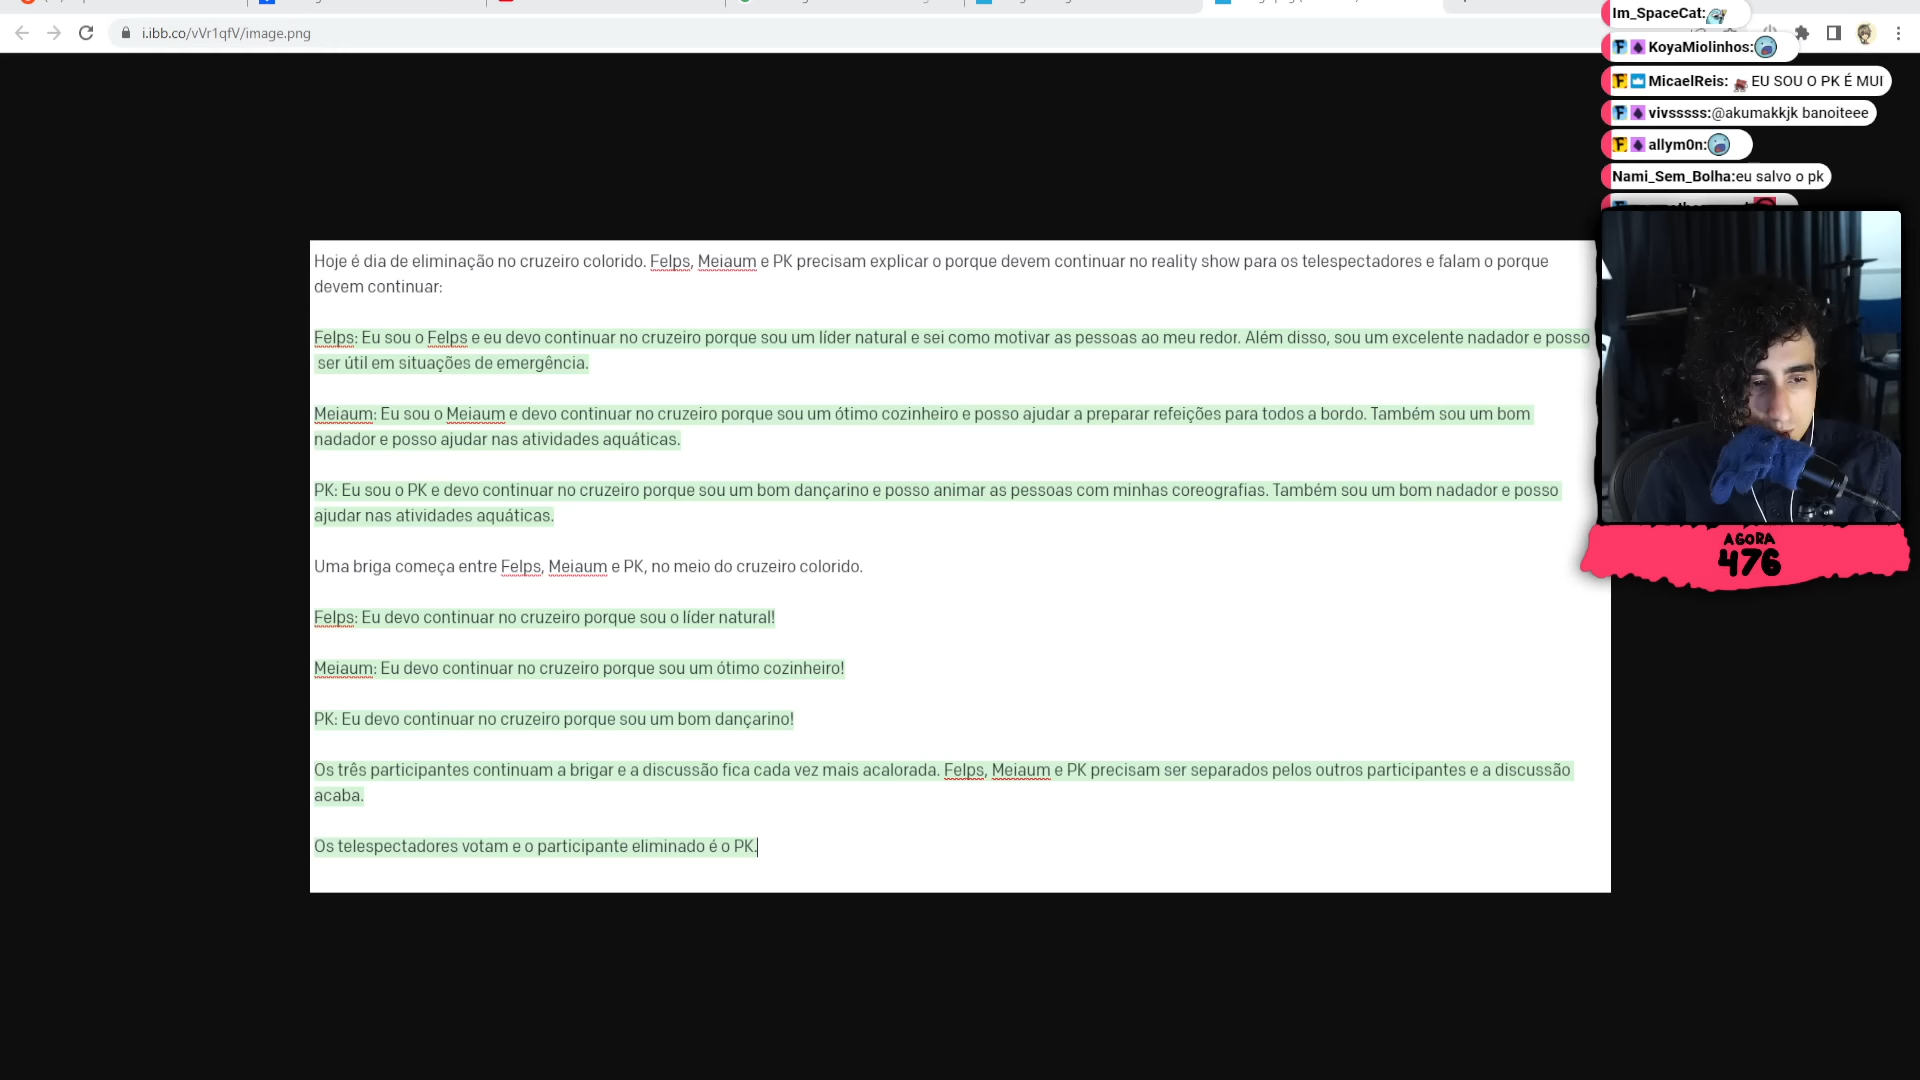 i.ibb.co/vVr1qfV/image.png
Im_SpaceCat:
KoyaMiolinhos:
MicaelReis: EU SOU O PK É MUI
vivsssss:@akumakkjk banoiteee
allym0n:
Nami_Sem_Bolha:eu salvo o pk
Hoje é dia de eliminação no cruzeiro colorido. Felps, Meiaum e PK precisam explicar o porque devem continuar no reality show para os telespectadores e falam o porque
devem continuar:
Felps: Eu sou o Felps e eu devo continuar no cruzeiro porque sou um líder natural e sei como motivar as pessoas ao meu redor. Além disso, sou um excelente nadador e posso
ser útil em situações de emergência.
Meiaum: Eu sou o Meiaum e devo continuar no cruzeiro porque sou um ótimo cozinheiro e posso ajudar a preparar refeições para todos a bordo. Também sou um bom
nadador e posso ajudar nas atividades aquáticas.
PK: Eu sou o PK e devo continuar no cruzeiro porque sou um bom dançarino e posso animar as pessoas com minhas coreografias. Também sou um bom nadador e posso
ajudar nas atividades aquáticas.
Uma briga começa entre Felps, Meiaum e PK, no meio do cruzeiro colorido.
Felps: Eu devo continuar no cruzeiro porque sou o líder natural!
Meiaum: Eu devo continuar no cruzeiro porque sou um ótimo cozinheiro!
PK: Eu devo continuar no cruzeiro porque sou um bom dançarino!
Os três participantes continuam a brigar e a discussão fica cada vez mais acalorada. Felps, Meiaum e PK precisam ser separados pelos outros participantes e a discussão
acaba.
Os telespectadores votam e o participante eliminado é o PK.
AGORA
476